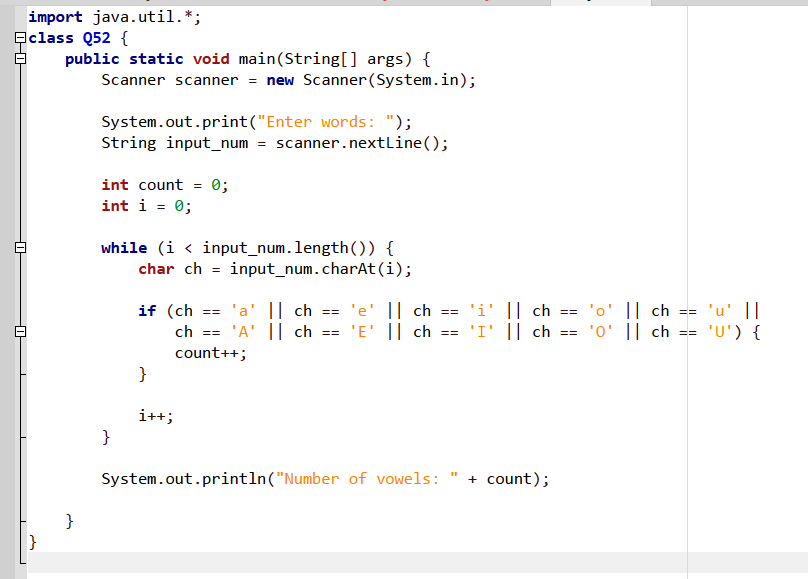 import java.util.*;
class Q52 {
    public static void main(String[] args) {
        Scanner scanner = new Scanner(System.in);

        System.out.print("Enter words: ");
        String input_num = scanner.nextLine();

        int count = 0;
        int i = 0;

        while (i < input_num.length()) {
            char ch = input_num.charAt(i);

            if (ch == 'a' || ch == 'e' || ch == 'i' || ch == 'o' || ch == 'u' ||
                ch == 'A' || ch == 'E' || ch == 'I' || ch == 'O' || ch == 'U') {
                count++;
            }

            i++;
        }

        System.out.println("Number of vowels: " + count);

    }
}